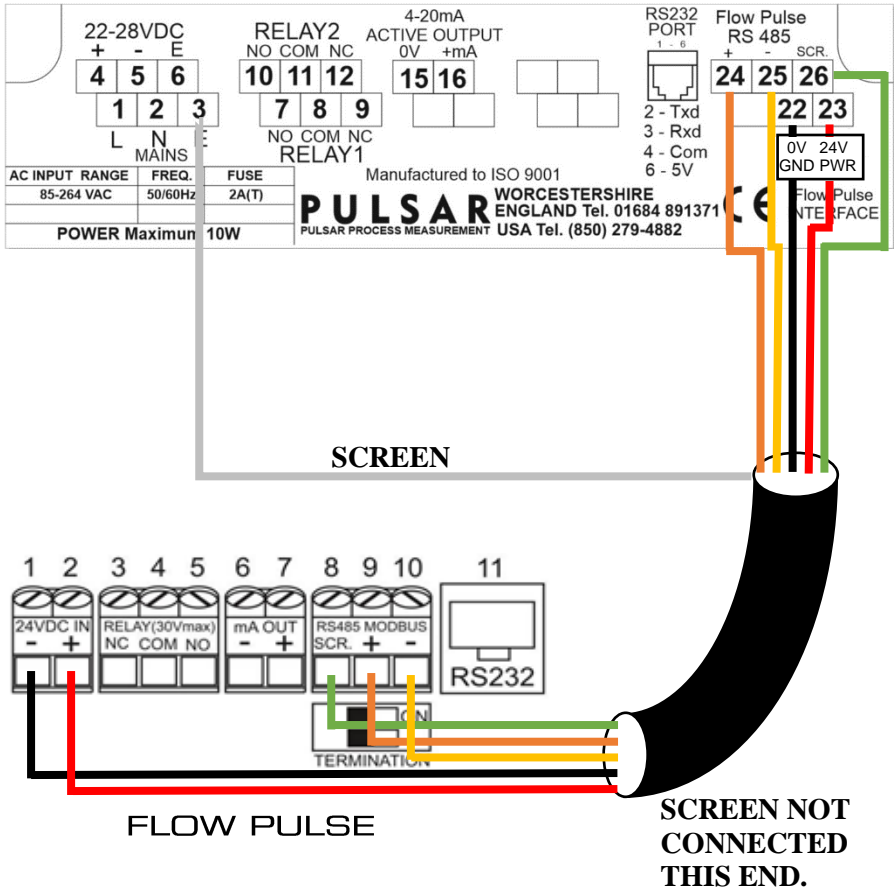 22-28VDC
+ - E
4 5 6
1 2 3
L N E
MAINS
RELAY2
NO COM NC
10 11 12
7 8 9
NO COM NC
RELAY1
4-20mA
ACTIVE OUTPUT
0V +mA
15 16
RS232
PORT
1 - 6
2 - Txd
3 - Rxd
4 - Com
6 - 5V
Flow Pulse
RS 485
+ - SCR.
24 25 26
22 23
0V 24V
GND PWR
Flow Pulse
INTERFACE
AC INPUT RANGE FREQ. FUSE
85-264 VAC 50/60Hz 2A(T)
POWER Maximum 10W
Manufactured to ISO 9001
PULSAR
PULSAR PROCESS MEASUREMENT
WORCESTERSHIRE
ENGLAND Tel. 01684 891371
USA Tel. (850) 279-4882
CE
SCREEN
1 2 3 4 5 6 7 8 9 10 11
24VDC IN RELAY(30Vmax) mA OUT RS485 MODBUS
- + NC COM NO - + SCR. + -
RS232
ON
TERMINATION
FLOW PULSE
SCREEN NOT
CONNECTED
THIS END.